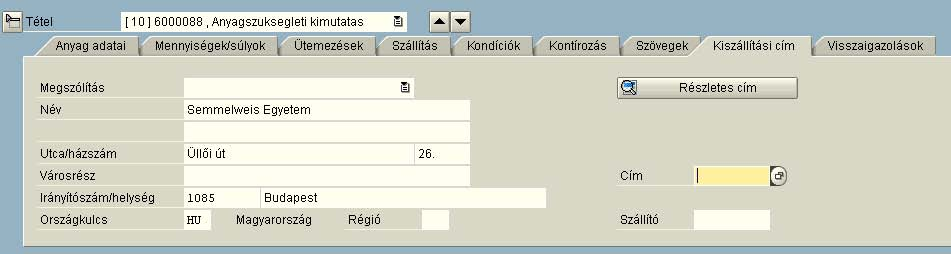 Tétel [ 10 ] 6000088 , Anyagszuksegleti kimutatas
Anyag adatai Mennyiségek/súlyok Ütemezések Szállítás Kondíciók Kontírozás Szövegek Kiszállítási cím Visszaigazolások
Megszólítás Részletes cím
Név Semmelweis Egyetem
Utca/házszám Üllői út 26.
Városrész Cím
Irányítószám/helység 1085 Budapest
Országkulcs HU Magyarország Régió Szállító